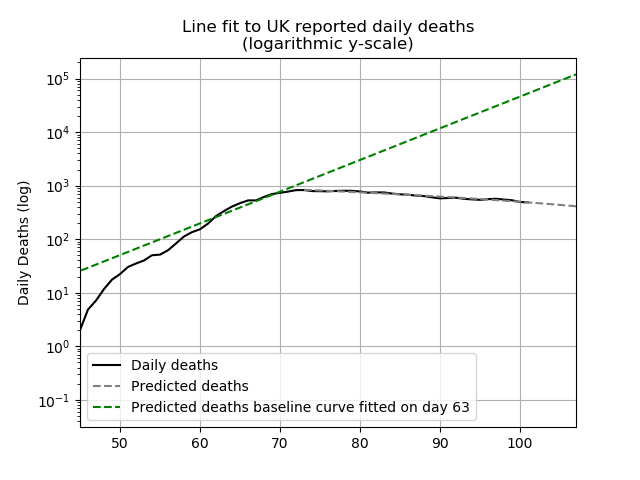 Line fit to UK reported daily deaths
(logarithmic y-scale)
10^5
10^4
10^3
10^2
10^1
10^0
10^−1
Daily Deaths (log)
Daily deaths
Predicted deaths
Predicted deaths baseline curve fitted on day 63
50 60 70 80 90 100